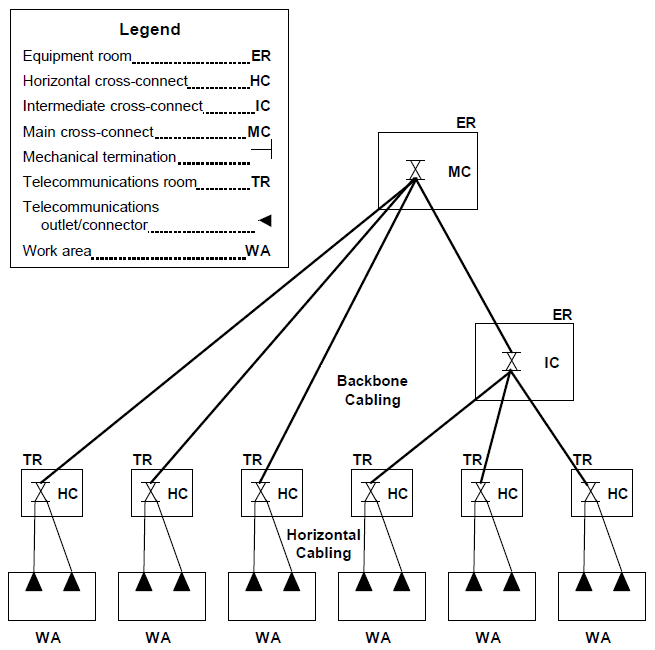 Legend
Equipment room ER
Horizontal cross-connect HC
Intermediate cross-connect IC
Main cross-connect MC
Mechanical termination
Telecommunications room TR
Telecommunications
outlet/connector
Work area WA
ER
MC
ER
IC
Backbone
Cabling
TR TR TR TR TR TR
HC HC HC HC HC HC
Horizontal
Cabling
WA WA WA WA WA WA